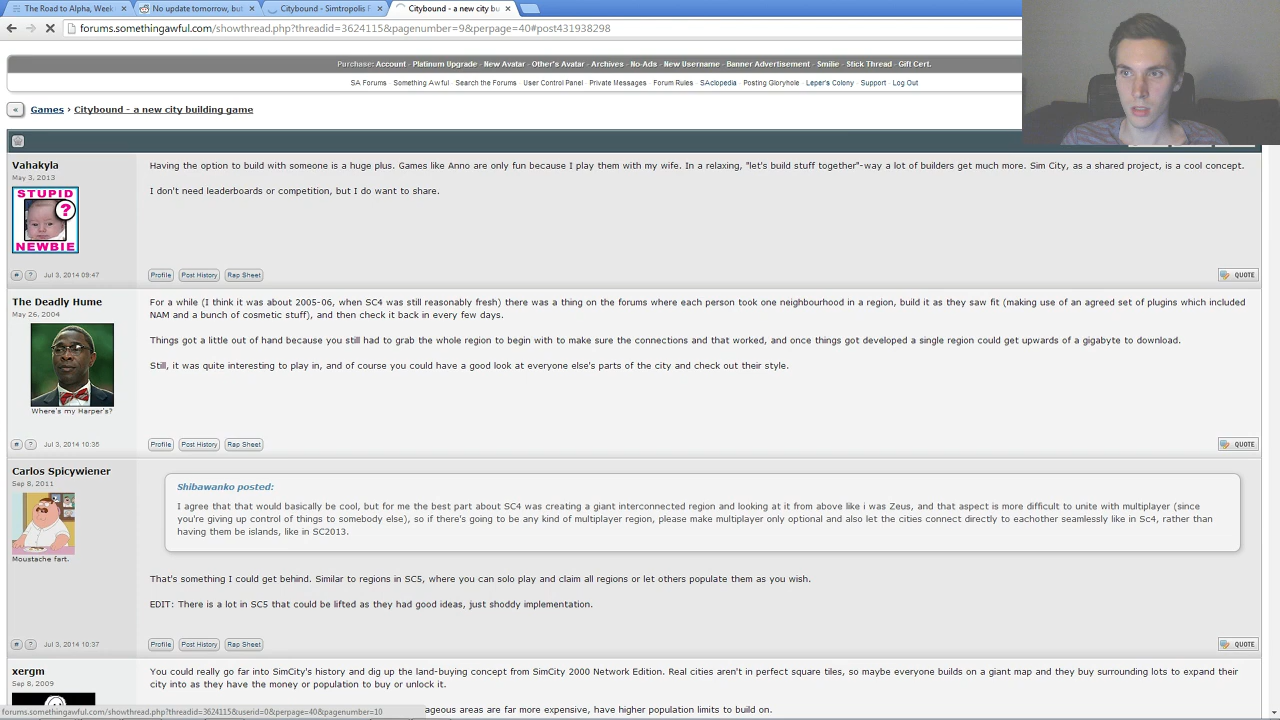 The Road to Alpha, Week
No update tomorrow, but
Citybound - Simtropolis F
Citybound - a new city bu
forums.somethingawful.com/showthread.php?threadid=3624115&pagenumber=9&perpage=40#post431938298
Purchase: Account - Platinum Upgrade - New Avatar - Other's Avatar - Archives - No-Ads - New Username - Banner Advertisement - Smilie - Stick Thread - Gift Cert.
SA Forums - Something Awful - Search the Forums - User Control Panel - Private Messages - Forum Rules - SAclopedia - Posting Gloryhole - Leper's Colony - Support - Log Out
« Games › Citybound - a new city building game
Vahakyla
May 3, 2013
STUPID
?
NEWBIE
Having the option to build with someone is a huge plus. Games like Anno are only fun because I play them with my wife. In a relaxing, "let's build stuff together"-way a lot of builders get much more. Sim City, as a shared project, is a cool concept.
I don't need leaderboards or competition, but I do want to share.
# ? Jul 3, 2014 09:47
Profile Post History Rap Sheet
QUOTE
The Deadly Hume
May 26, 2004
Where's my Harper's?
For a while (I think it was about 2005-06, when SC4 was still reasonably fresh) there was a thing on the forums where each person took one neighbourhood in a region, build it as they saw fit (making use of an agreed set of plugins which included
NAM and a bunch of cosmetic stuff), and then check it back in every few days.
Things got a little out of hand because you still had to grab the whole region to begin with to make sure the connections and that worked, and once things got developed a single region could get upwards of a gigabyte to download.
Still, it was quite interesting to play in, and of course you could have a good look at everyone else's parts of the city and check out their style.
# ? Jul 3, 2014 10:35
Profile Post History Rap Sheet
QUOTE
Carlos Spicywiener
Sep 8, 2011
Moustache fart.
Shibawanko posted:
I agree that that would basically be cool, but for me the best part about SC4 was creating a giant interconnected region and looking at it from above like i was Zeus, and that aspect is more difficult to unite with multiplayer (since
you're giving up control of things to somebody else), so if there's going to be any kind of multiplayer region, please make multiplayer only optional and also let the cities connect directly to eachother seamlessly like in Sc4, rather than
having them be islands, like in SC2013.
That's something I could get behind. Similar to regions in SC5, where you can solo play and claim all regions or let others populate them as you wish.
EDIT: There is a lot in SC5 that could be lifted as they had good ideas, just shoddy implementation.
# ? Jul 3, 2014 10:37
Profile Post History Rap Sheet
QUOTE
xergm
Sep 8, 2009
You could really go far into SimCity's history and dig up the land-buying concept from SimCity 2000 Network Edition. Real cities aren't in perfect square tiles, so maybe everyone builds on a giant map and they buy surrounding lots to expand their
city into as they have the money or population to buy or unlock it.
ageous areas are far more expensive, have higher population limits to build on.
forums.somethingawful.com/showthread.php?threadid=3624115&userid=0&perpage=40&pagenumber=10